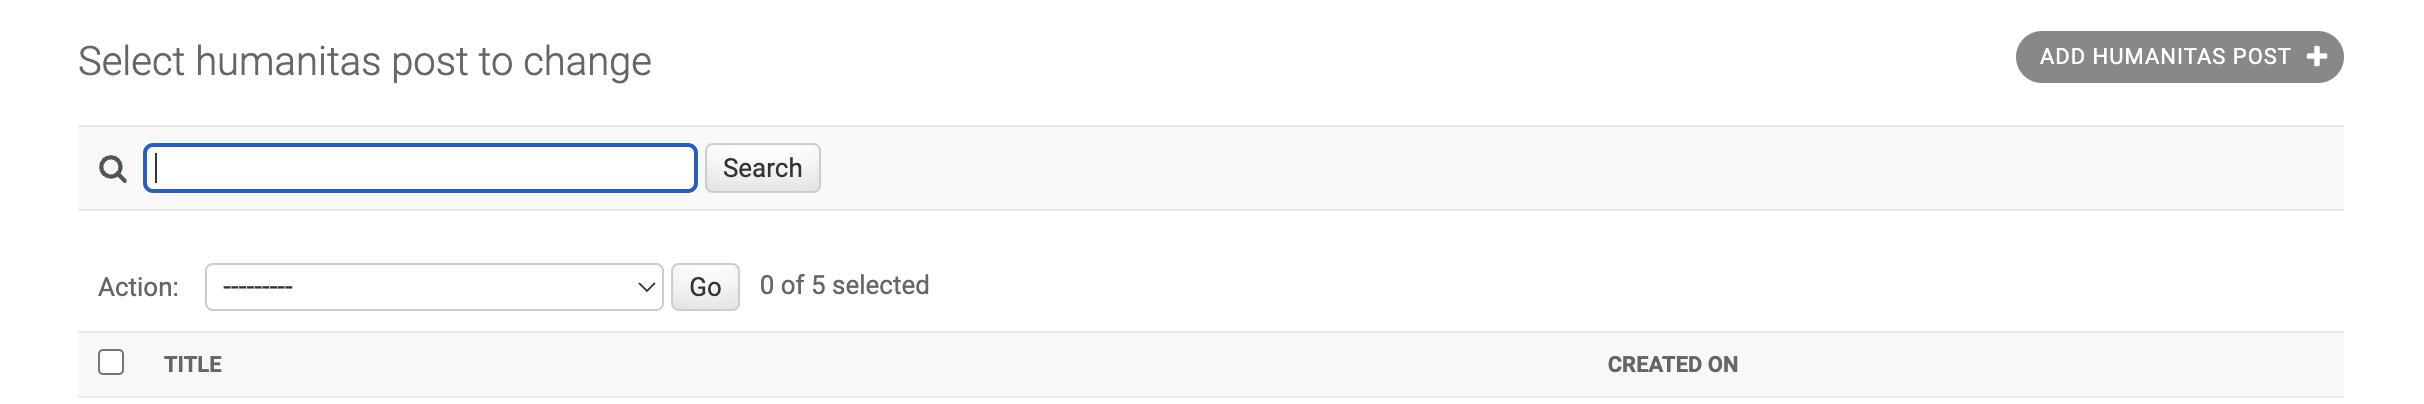 Select humanitas post to change
ADD HUMANITAS POST
Search
Action: --------- Go 0 of 5 selected
TITLE CREATED ON